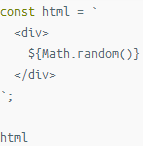 const html = `
  <div>
    ${Math.random()}
  </div>
`;

html